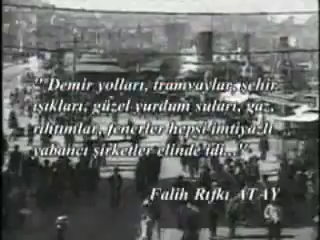 "Demir yolları, tramvaylar, şehir
ışıkları, güzel yurdum suları, gaz,
rıhtımlar, fenerler hepsi imtiyazlı
yabancı şirketler elinde idi..."
Falih Rıfkı ATAY